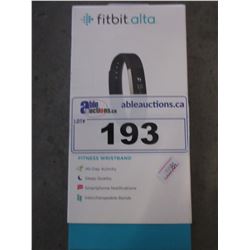 fitbit alta
able
auctions.ca
ableauctions.ca
LOT#
193
FITNESS WRISTBAND
All-Day Activity
Sleep Quality
Smartphone Notifications
Interchangeable Bands